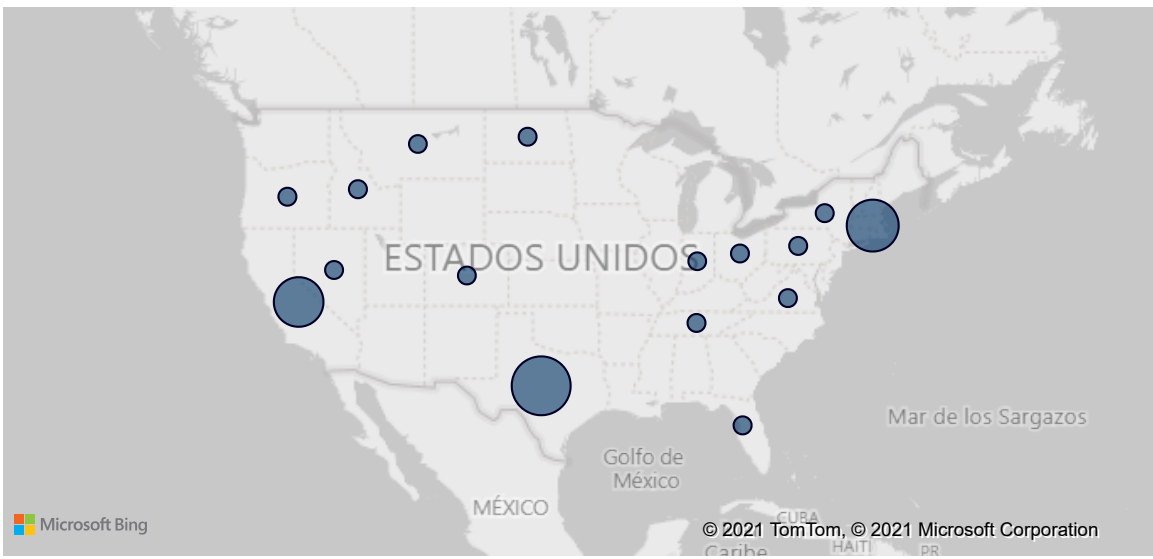 ESTADOS UNIDOS
Mar de los Sargazos
Golfo de
México
MÉXICO
Microsoft Bing
CUBA
© 2021 TomTom, © 2021 Microsoft Corporation
HAITI
PR
Caribe